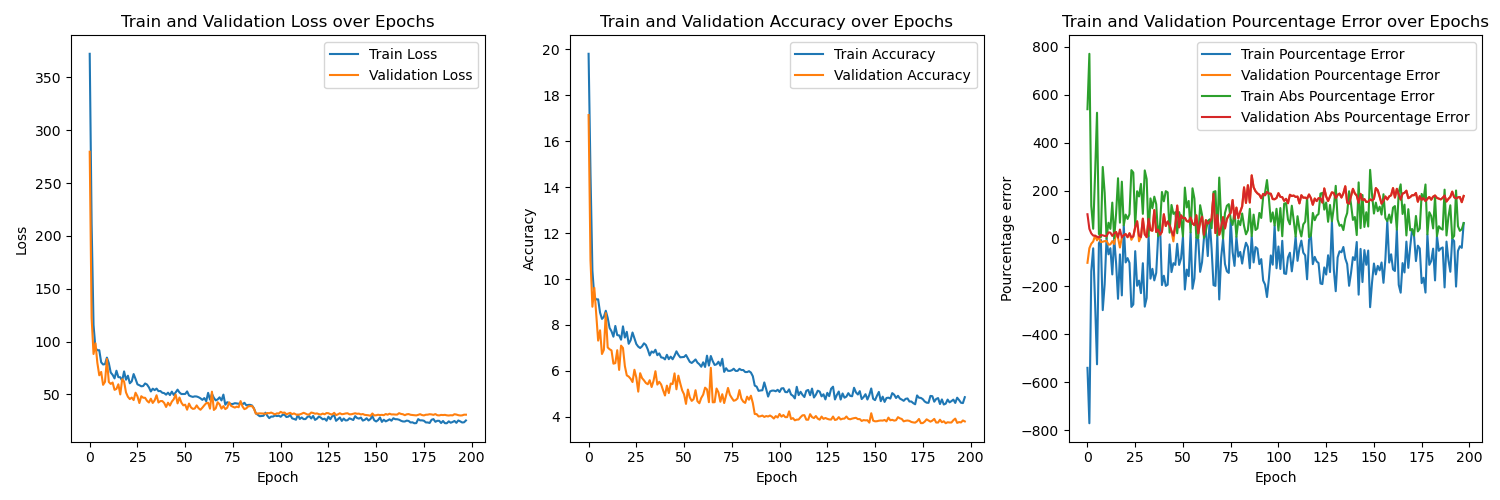 Train and Validation Loss over Epochs
Train Loss
Validation Loss
350
300
250
200
150
100
50
0 25 50 75 100 125 150 175 200
Loss
Epoch
Train and Validation Accuracy over Epochs
Train Accuracy
Validation Accuracy
20
18
16
14
12
10
8
6
4
0 25 50 75 100 125 150 175 200
Accuracy
Epoch
Train and Validation Pourcentage Error over Epochs
Train Pourcentage Error
Validation Pourcentage Error
Train Abs Pourcentage Error
Validation Abs Pourcentage Error
800
600
400
200
0
−200
−400
−600
−800
0 25 50 75 100 125 150 175 200
Pourcentage error
Epoch